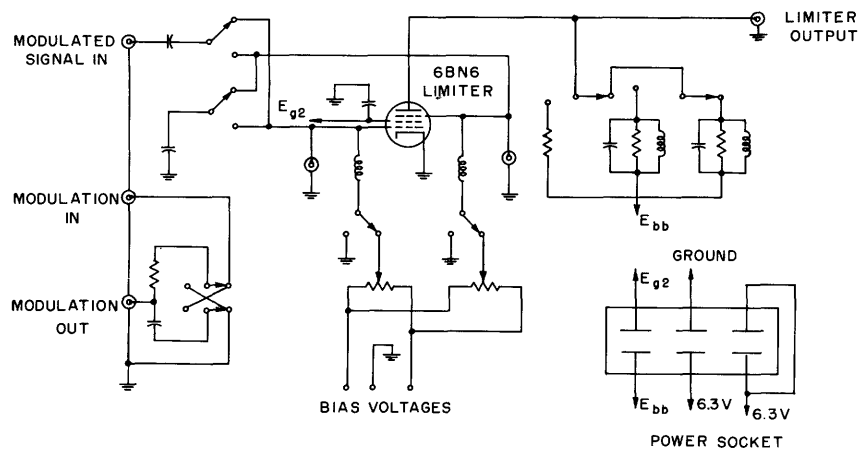 MODULATED
SIGNAL IN
6BN6
LIMITER
LIMITER
OUTPUT
Eg2
MODULATION
IN
Ebb
MODULATION
OUT
GROUND
Eg2
BIAS VOLTAGES
Ebb
6.3V
6.3V
POWER SOCKET